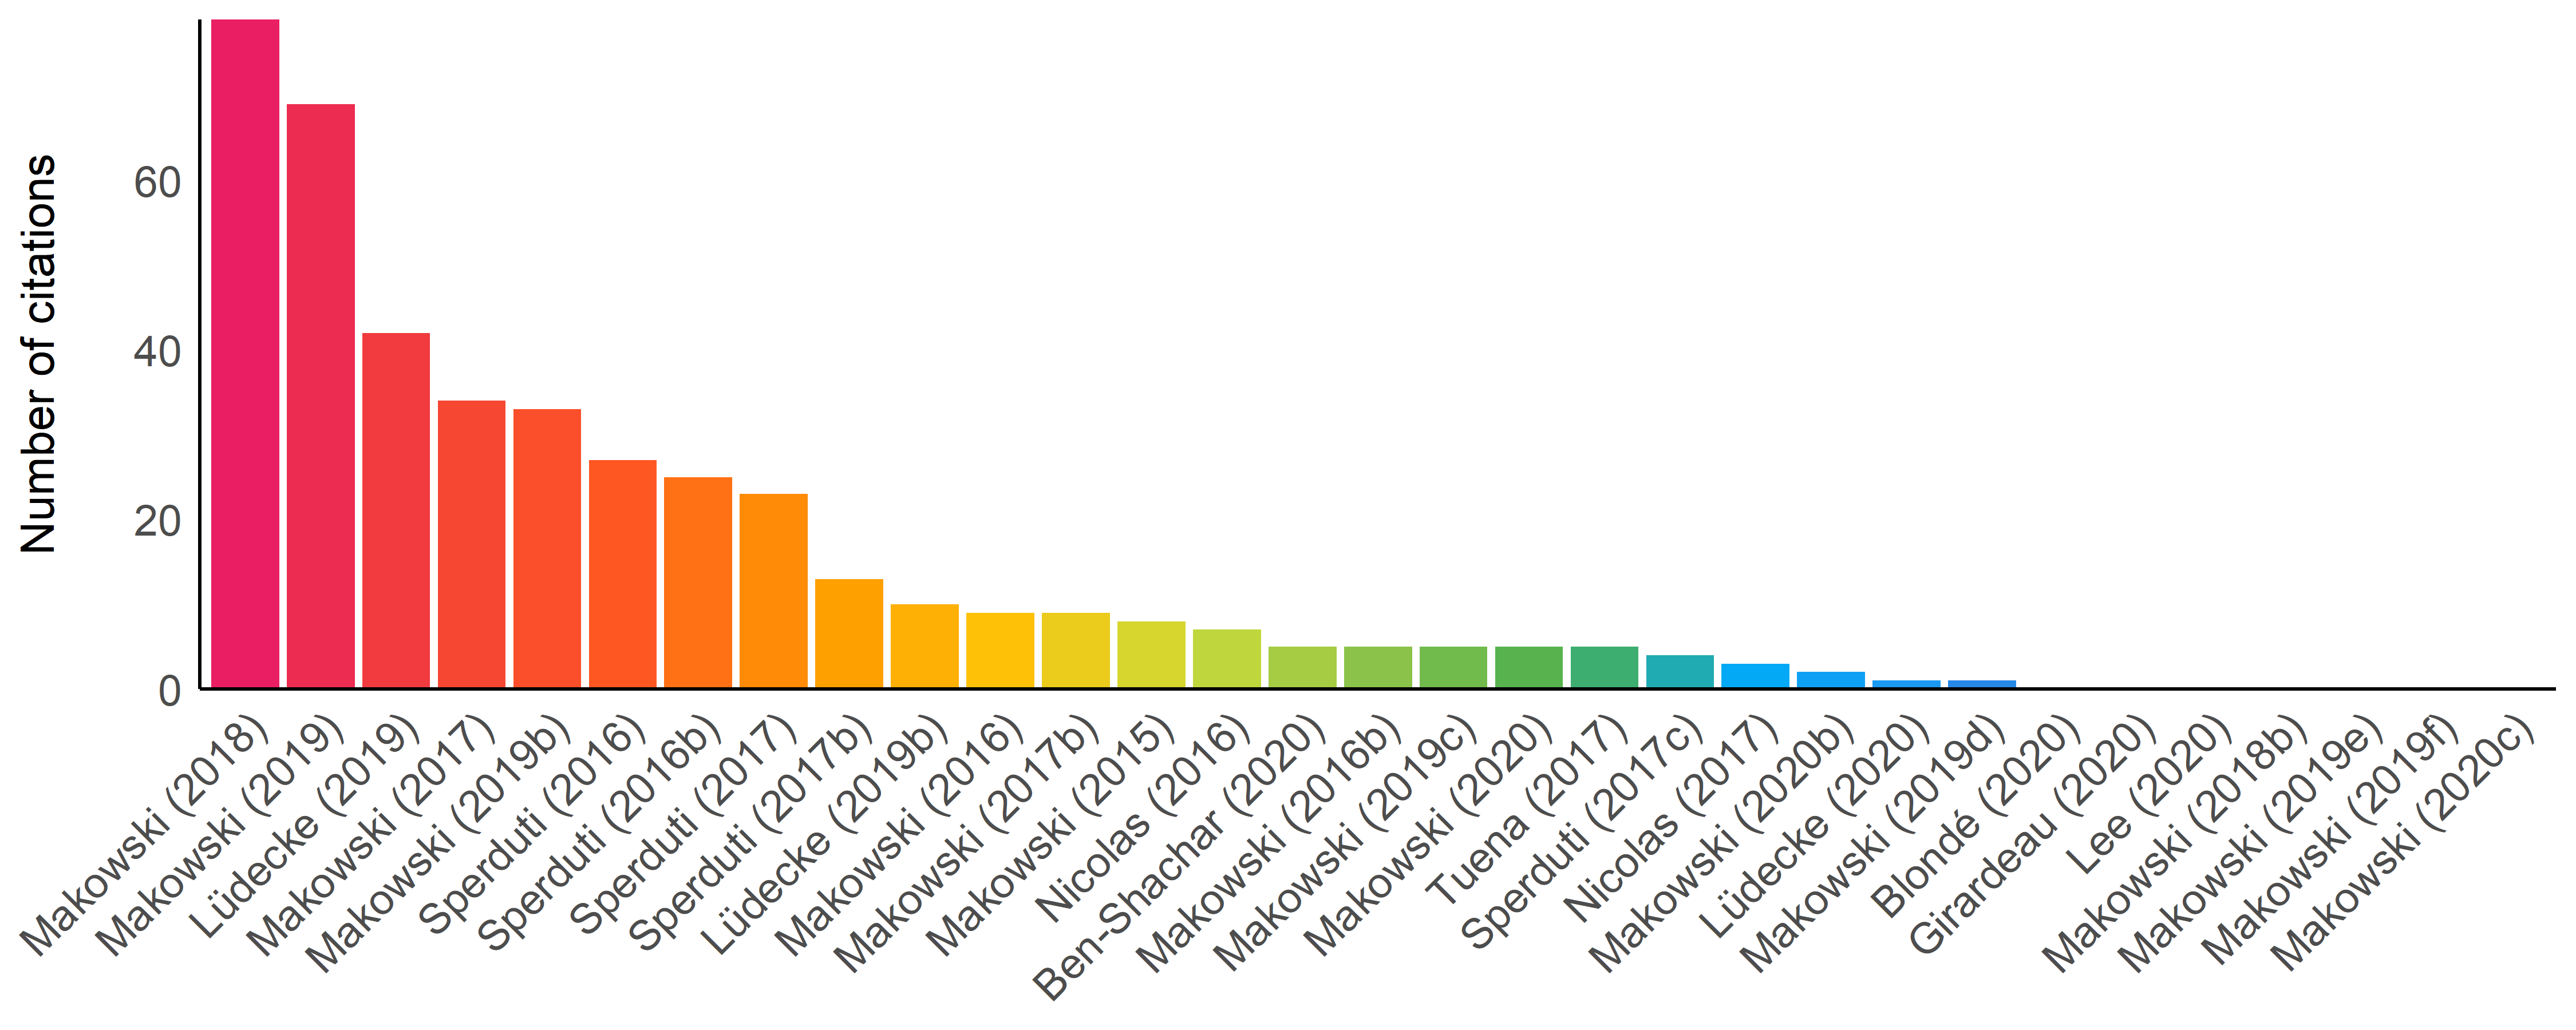 Number of citations
60
40
20
0
Makowski (2018)
Makowski (2019)
Lüdecke (2019)
Makowski (2017)
Makowski (2019b)
Sperduti (2016)
Sperduti (2016b)
Sperduti (2017)
Sperduti (2017b)
Lüdecke (2019b)
Makowski (2016)
Makowski (2017b)
Makowski (2015)
Nicolas (2016)
Ben-Shachar (2020)
Makowski (2016b)
Makowski (2019c)
Makowski (2020)
Tuena (2017)
Sperduti (2017c)
Nicolas (2017)
Makowski (2020b)
Lüdecke (2020)
Makowski (2019d)
Blondé (2020)
Girardeau (2020)
Lee (2020)
Makowski (2018b)
Makowski (2019e)
Makowski (2019f)
Makowski (2020c)